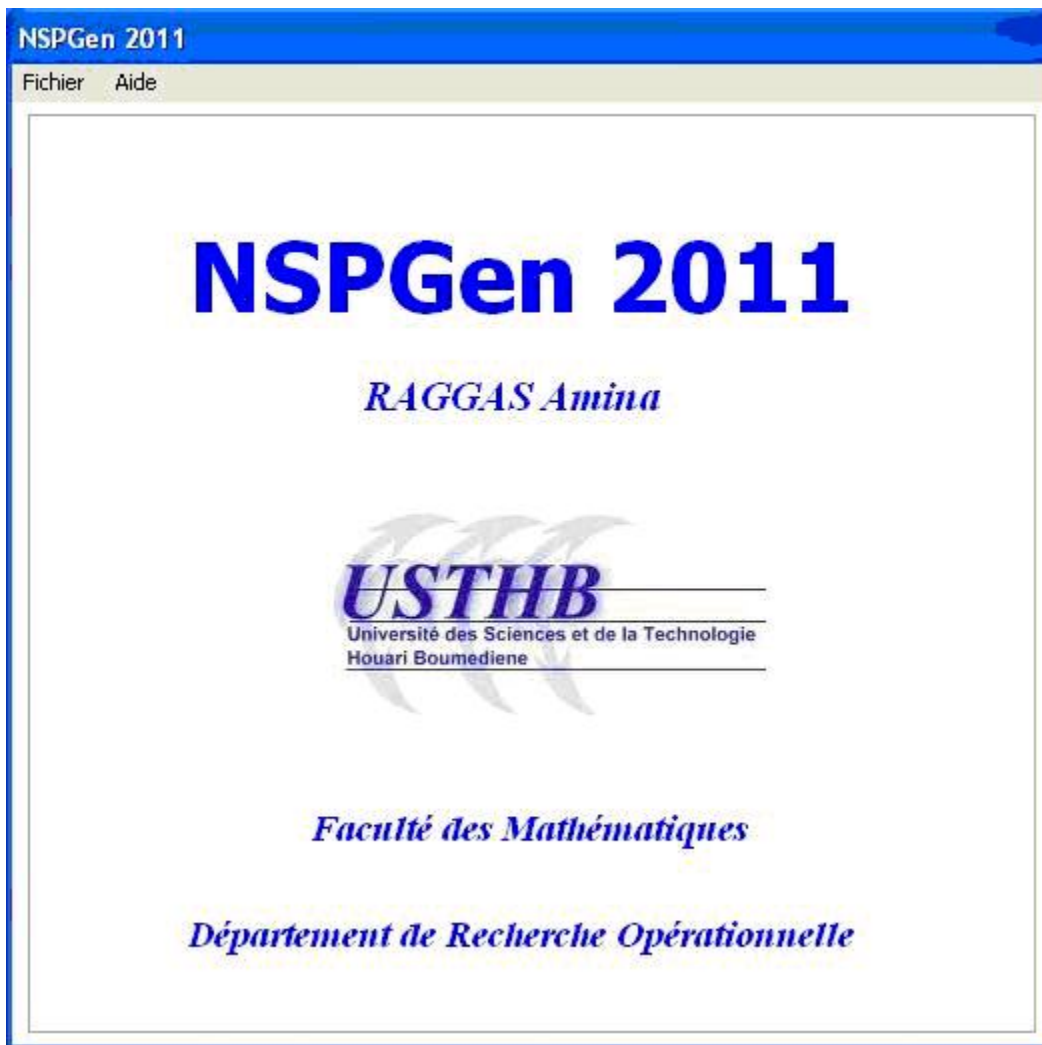 NSPGen 2011
Fichier Aide
NSPGen 2011
RAGGAS Amina
USTHB
Université des Sciences et de la Technologie
Houari Boumediene
Faculté des Mathématiques
Département de Recherche Opérationnelle